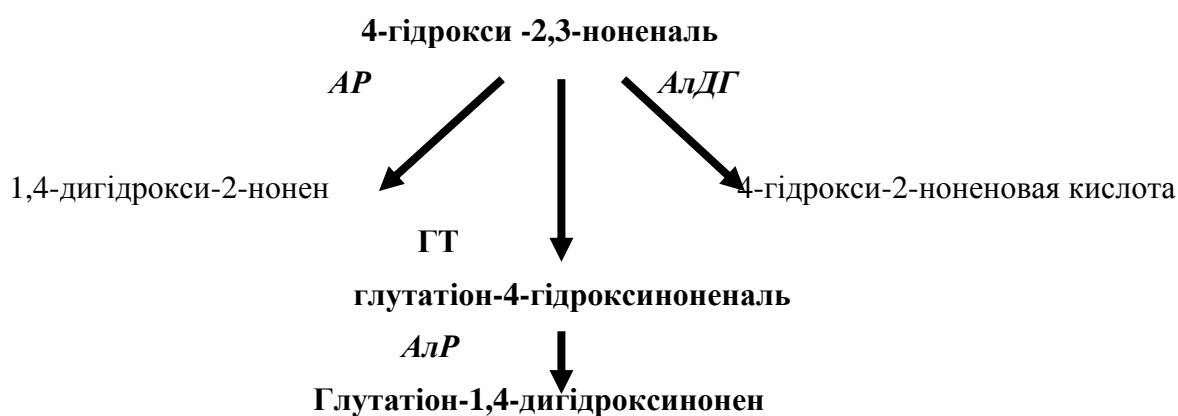 4-гідрокси -2,3-ноненаль
АР АлДГ
1,4-дигідрокси-2-нонен 4-гідрокси-2-ноненовая кислота
ГТ
глутатіон-4-гідроксиноненаль
АлР
Глутатіон-1,4-дигідроксинонен